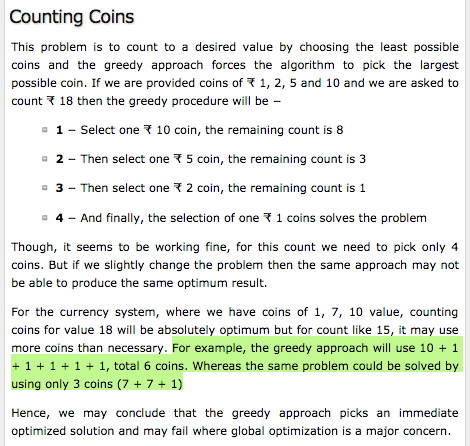 Counting Coins
This problem is to count to a desired value by choosing the least possible
coins and the greedy approach forces the algorithm to pick the largest
possible coin. If we are provided coins of ₹ 1, 2, 5 and 10 and we are asked to
count ₹ 18 then the greedy procedure will be −
1 − Select one ₹ 10 coin, the remaining count is 8
2 − Then select one ₹ 5 coin, the remaining count is 3
3 − Then select one ₹ 2 coin, the remaining count is 1
4 − And finally, the selection of one ₹ 1 coins solves the problem
Though, it seems to be working fine, for this count we need to pick only 4
coins. But if we slightly change the problem then the same approach may not
be able to produce the same optimum result.
For the currency system, where we have coins of 1, 7, 10 value, counting
coins for value 18 will be absolutely optimum but for count like 15, it may use
more coins than necessary. For example, the greedy approach will use 10 + 1
+ 1 + 1 + 1 + 1, total 6 coins. Whereas the same problem could be solved by
using only 3 coins (7 + 7 + 1)
Hence, we may conclude that the greedy approach picks an immediate
optimized solution and may fail where global optimization is a major concern.